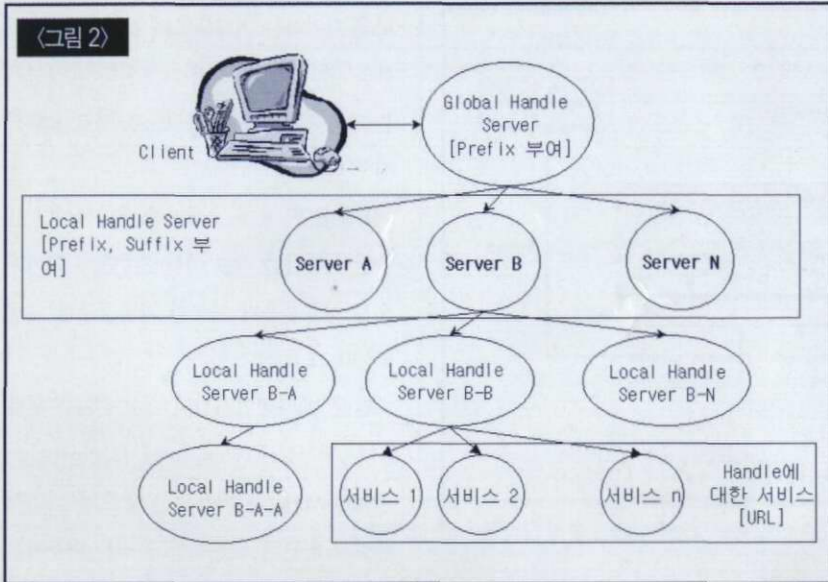 〈그림 2〉
Client
Global Handle
Server
[Prefix 부여]
Local Handle Server
[Prefix, Suffix 부
여]
Server A
Server B
Server N
Local Handle
Server B-A
Local Handle
Server B-B
Local Handle
Server B-N
Local Handle
Server B-A-A
서비스 1
서비스 2
서비스 n
Handle에
대한 서비스
[URL]